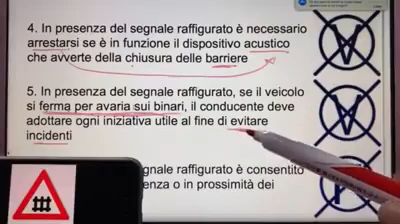 4. In presenza del segnale raffigurato è necessario
arrestarsi se è in funzione il dispositivo acustico
che avverte della chiusura delle barriere
5. In presenza del segnale raffigurato, se il veicolo
si ferma per avaria sui binari, il conducente deve
adottare ogni iniziativa utile al fine di evitare
incidenti
gnale raffigurato è consentito
enza o in prossimità dei
V
V